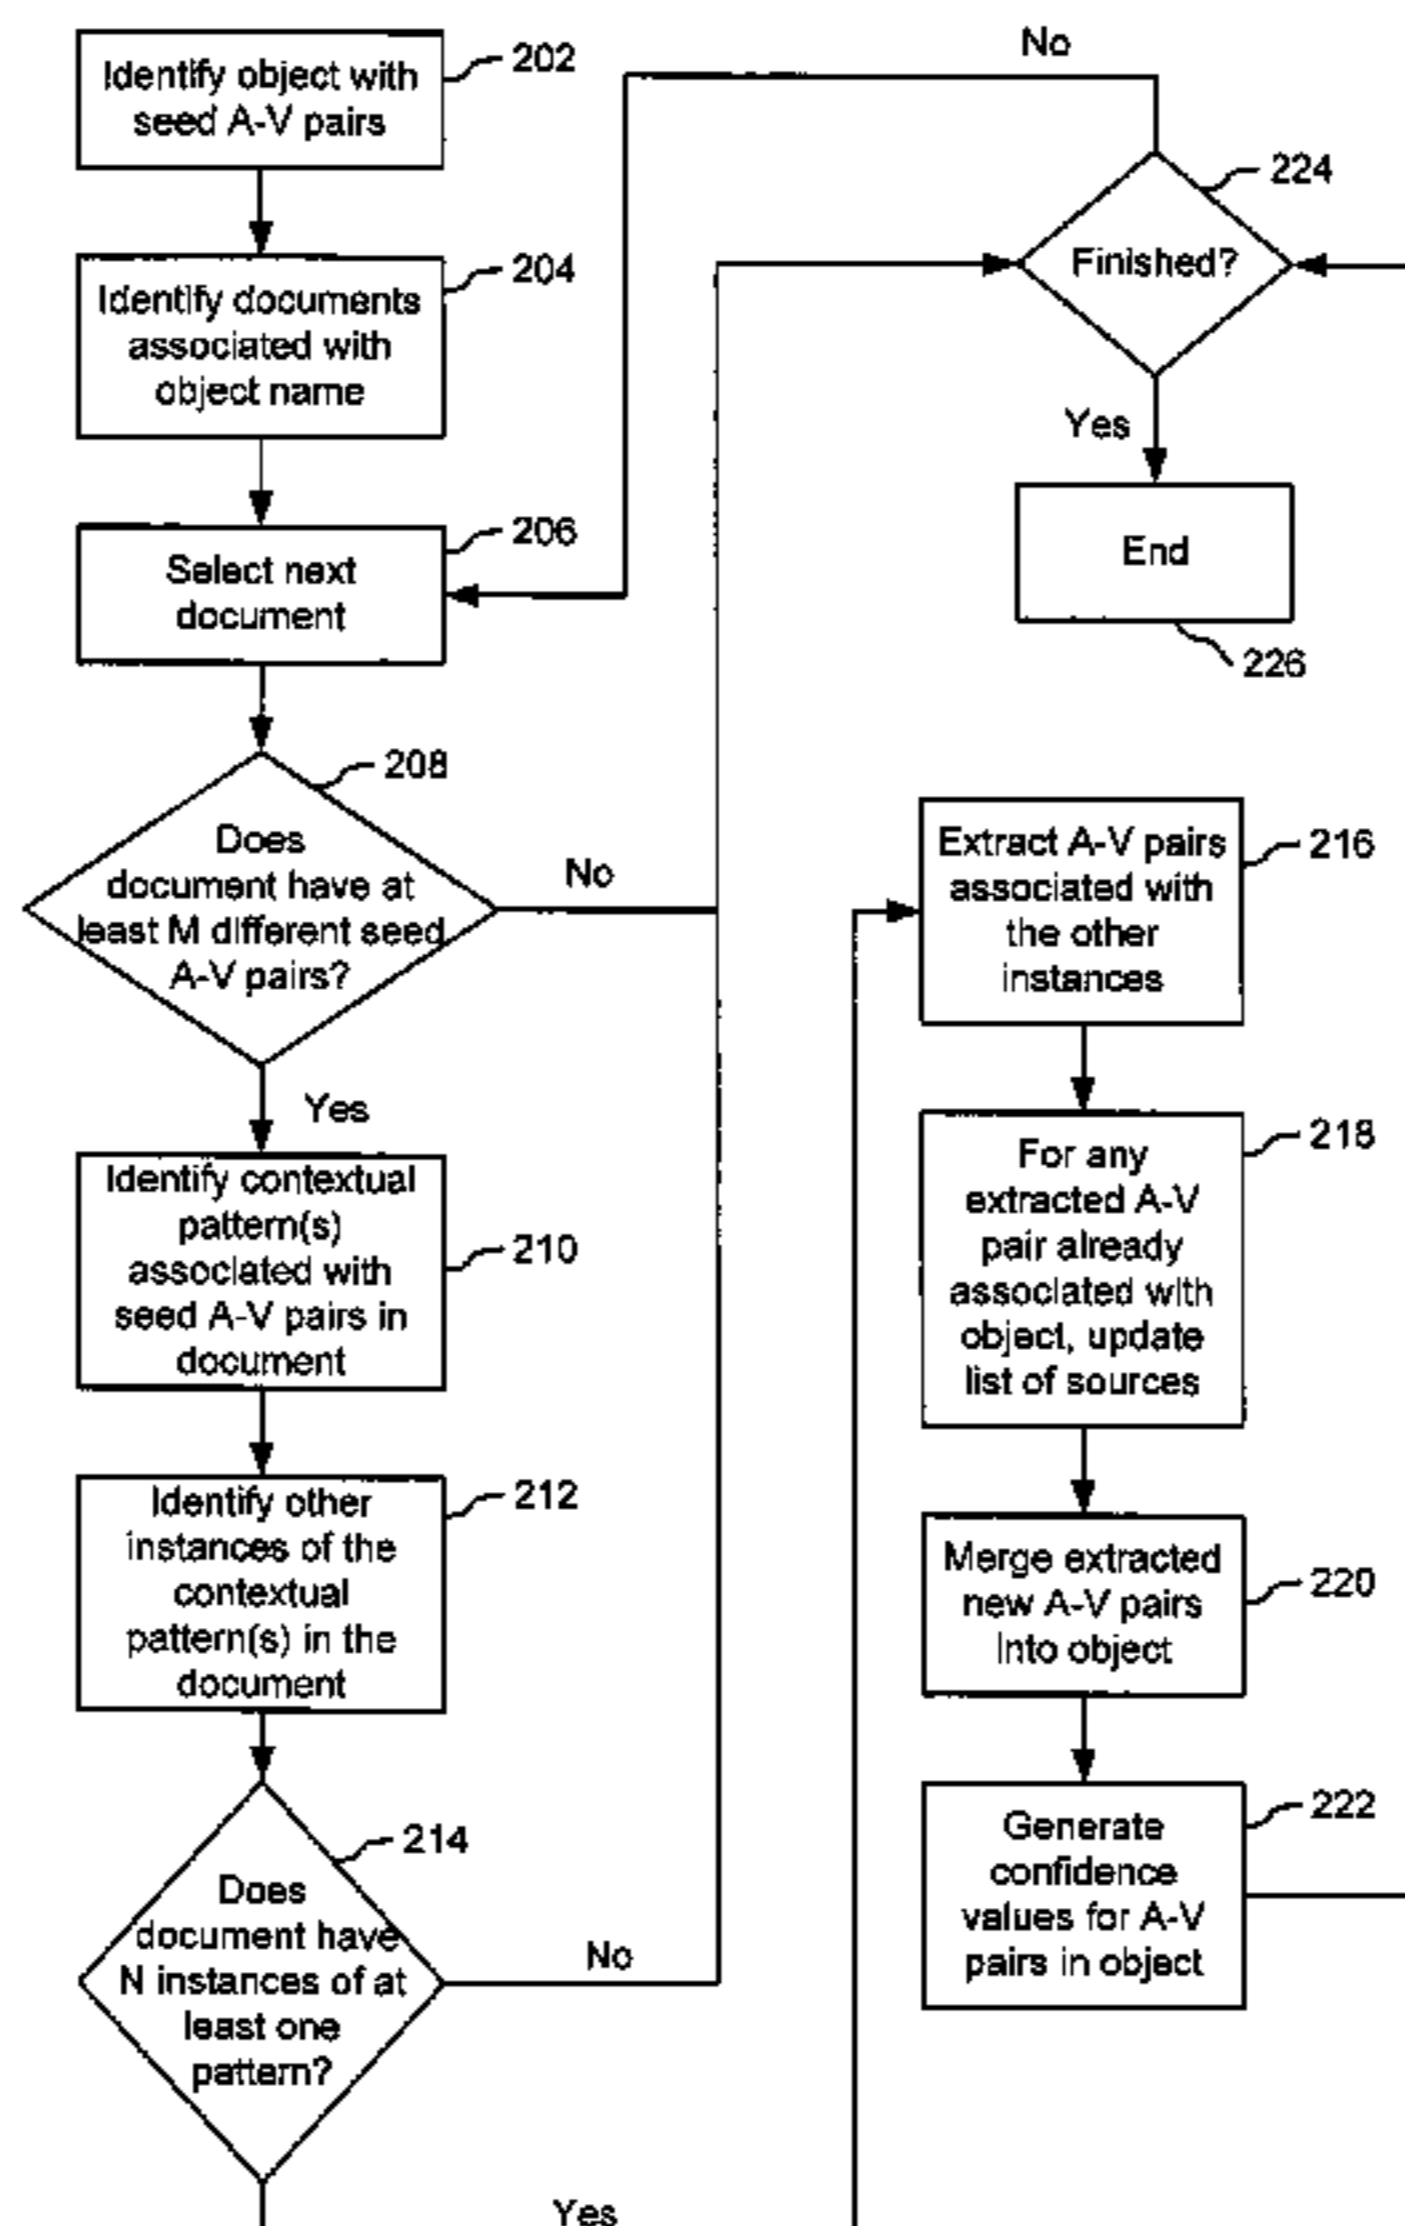 Identify object with
seed A-V pairs
202
Identify documents
associated with
object name
204
Select next
document
206
Does
document have at
least M different seed
A-V pairs?
208
No
Yes
Identify contextual
pattern(s)
associated with
seed A-V pairs in
document
210
Identify other
instances of the
contextual
pattern(s) in the
document
212
Does
document have
N instances of at
least one
pattern?
214
No
Yes
Extract A-V pairs
associated with
the other
instances
216
For any
extracted A-V
pair already
associated with
object, update
list of sources
218
Merge extracted
new A-V pairs
into object
220
Generate
confidence
values for A-V
pairs in object
222
Finished?
224
No
Yes
End
226